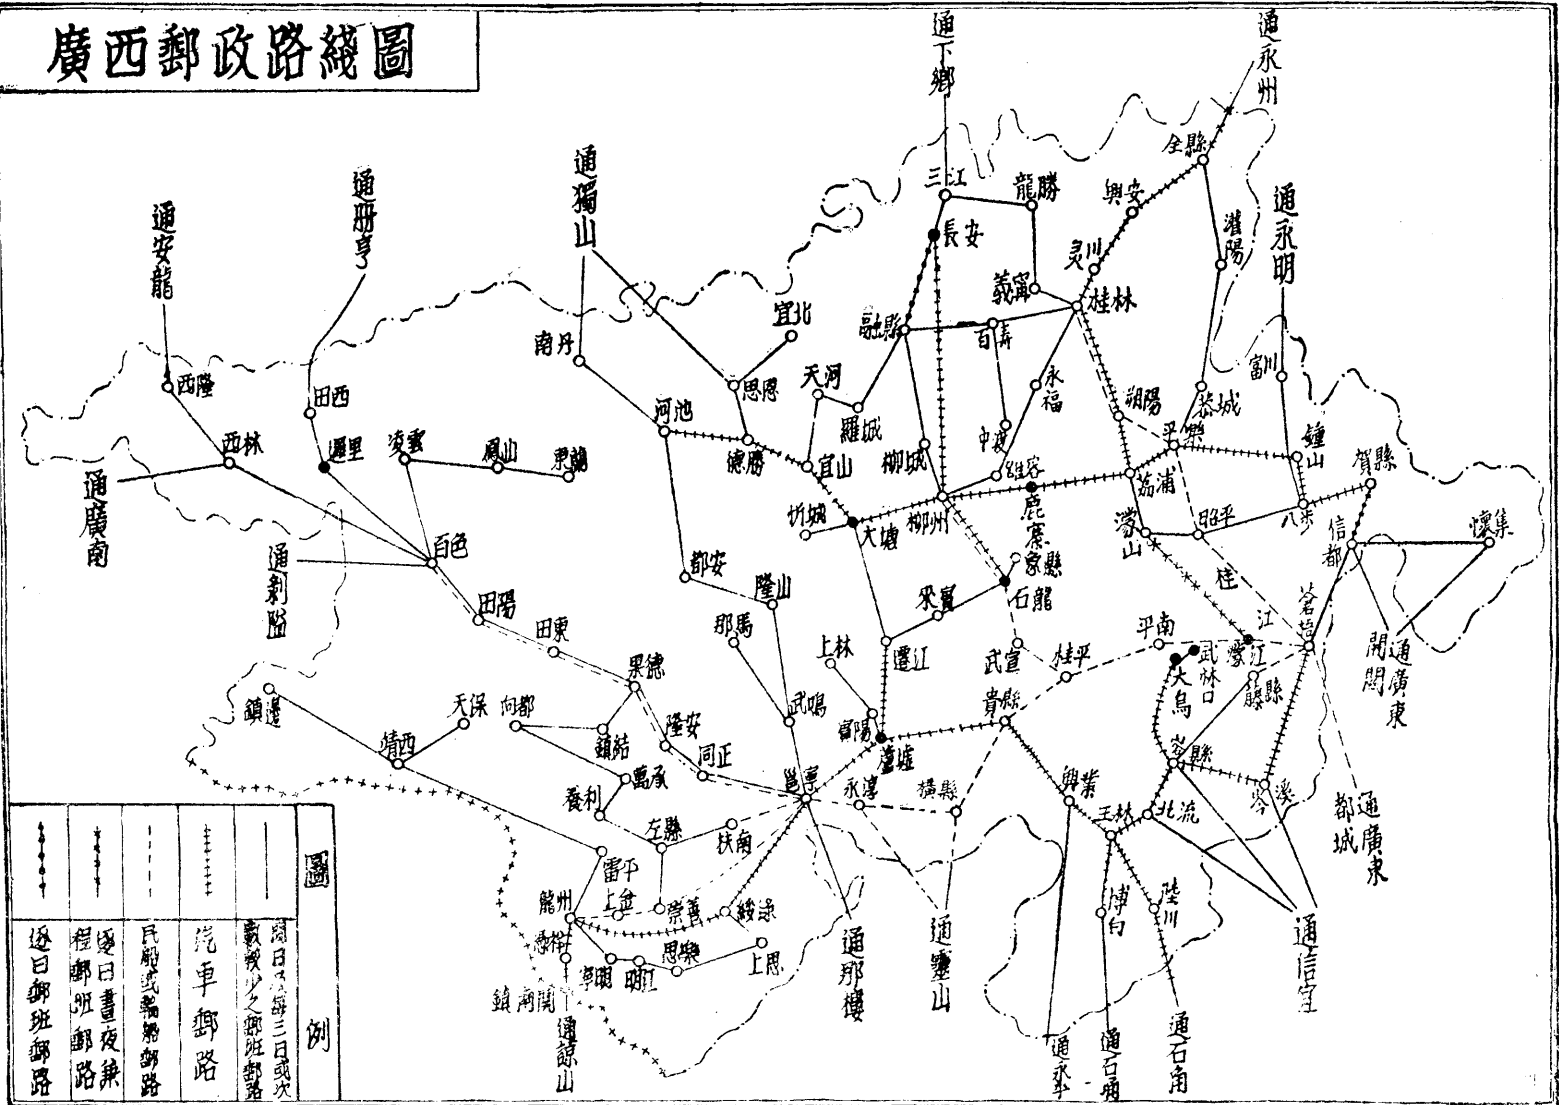 廣西郵政路綫圖
通下鄉
通永州
通安龍
通冊亨
通獨山
通永明
全縣
三江
龍勝
興安
灌陽
長安
灵川
義寧
桂林
宜北
融縣
百壽
南丹
富川
西隆
田西
思恩
天河
永福
朔陽
恭城
河池
羅城
中渡
平樂
鐘山
西林
邏里
凌雲
鳳山
東蘭
德勝
宜山
柳城
雒容
荔浦
賀縣
通廣南
忻城
大塘
柳州
鹿寨
蒙山
昭平
八步
信都
懷集
通剝隘
百色
都安
象縣
石龍
桂
江
蒼梧
田陽
隆山
來賓
田東
那馬
上林
遷江
武宣
桂平
平南
武林口
大烏
濛江
藤縣
開關
通廣東
果德
鎮邊
天保
向都
鎮結
隆安
武鳴
賓陽
蘆墟
貴縣
靖西
同正
萬承
養利
邕寧
永淳
橫縣
興業
容縣
岑溪
通廣東
都城
左縣
扶南
玉林
北流
雷平
龍州
上金
崇善
綏淥
博白
陸川
憑祥
寧明
明江
思樂
上思
鎮南關
通諒山
通那樓
通靈山
通石角
通石角
通信宜
圖例
間日或每三日或次數較少之郵班郵路
汽車郵路
民船或輪船郵路
逐日晝夜兼程郵班郵路
逐日郵班郵路